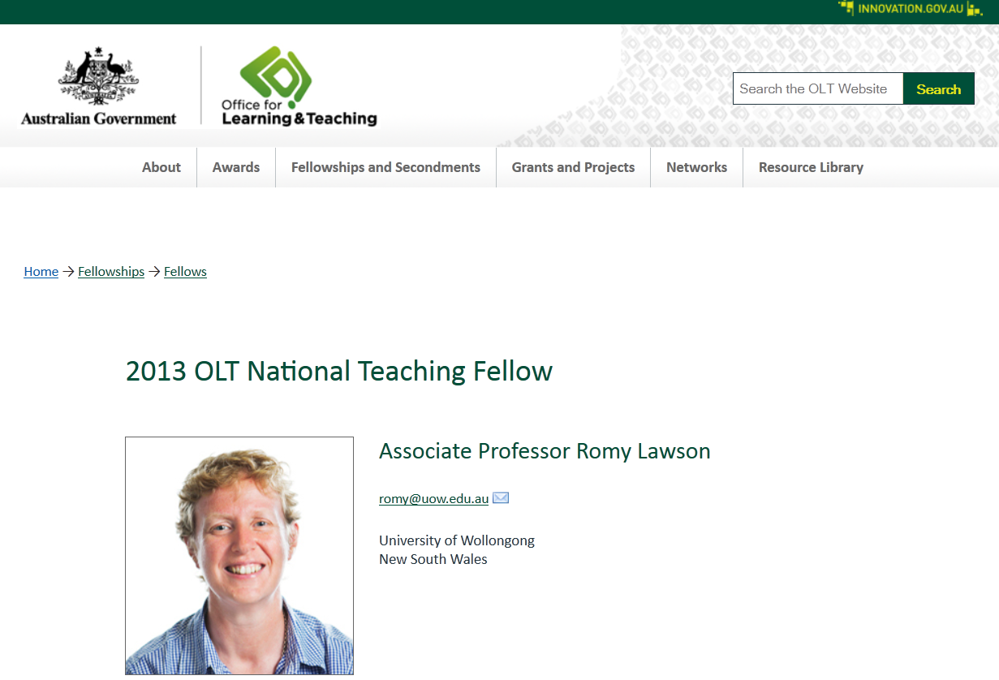 INNOVATION.GOV.AU
Australian Government
Office for
Learning & Teaching
Search the OLT Website
Search
About
Awards
Fellowships and Secondments
Grants and Projects
Networks
Resource Library
Home → Fellowships → Fellows
2013 OLT National Teaching Fellow
Associate Professor Romy Lawson
romy@uow.edu.au
University of Wollongong
New South Wales